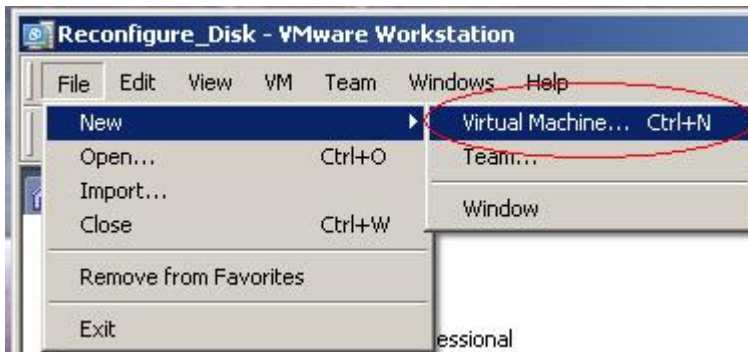 Reconfigure_Disk - VMware Workstation
File Edit View VM Team Windows Help
New Virtual Machine... Ctrl+N
Open... Ctrl+O Team...
Import...
Close Ctrl+W Window
Remove from Favorites
Exit
essional